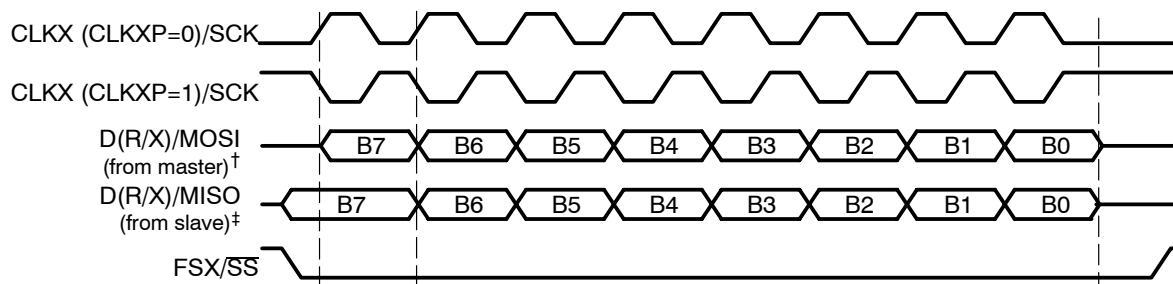 CLKX (CLKXP=0)/SCK
CLKX (CLKXP=1)/SCK
D(R/X)/MOSI
(from master)†
B7 B6 B5 B4 B3 B2 B1 B0
D(R/X)/MISO
(from slave)‡
B7 B6 B5 B4 B3 B2 B1 B0
FSX/S̅S̅